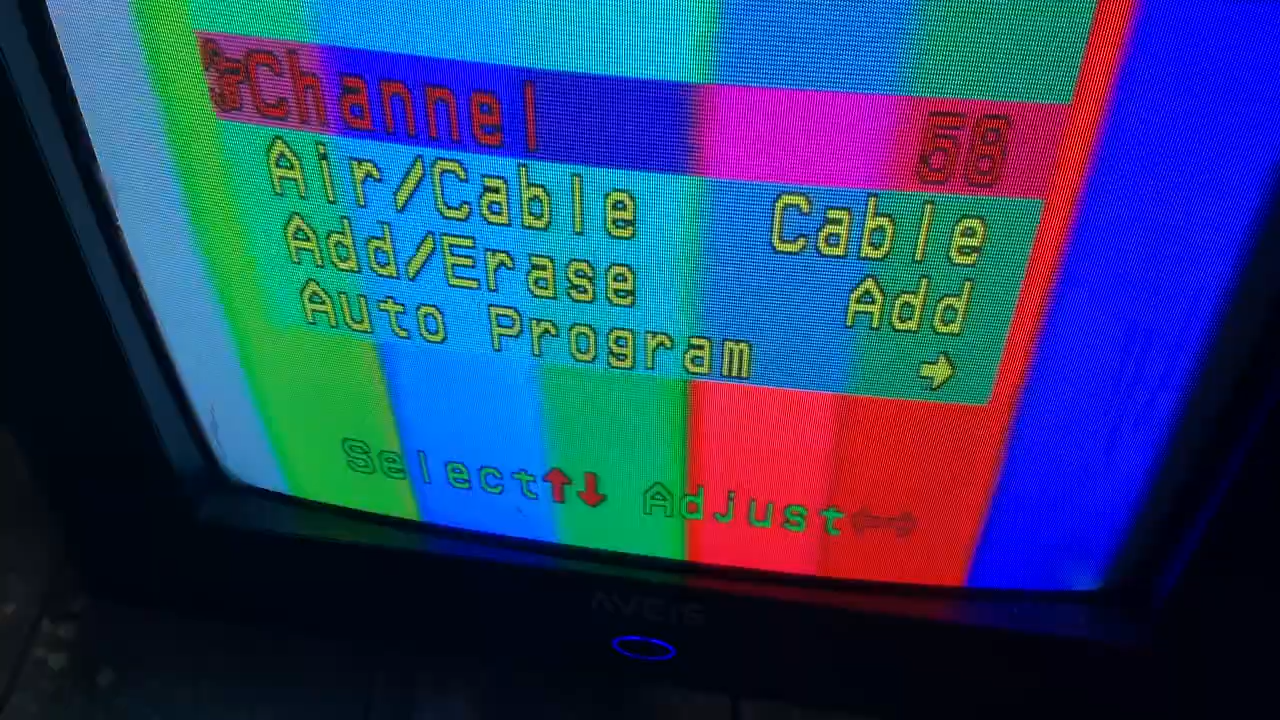 Channel 58
Air/Cable Cable
Add/Erase Add
Auto Program →
Select↑↓ Adjust←→